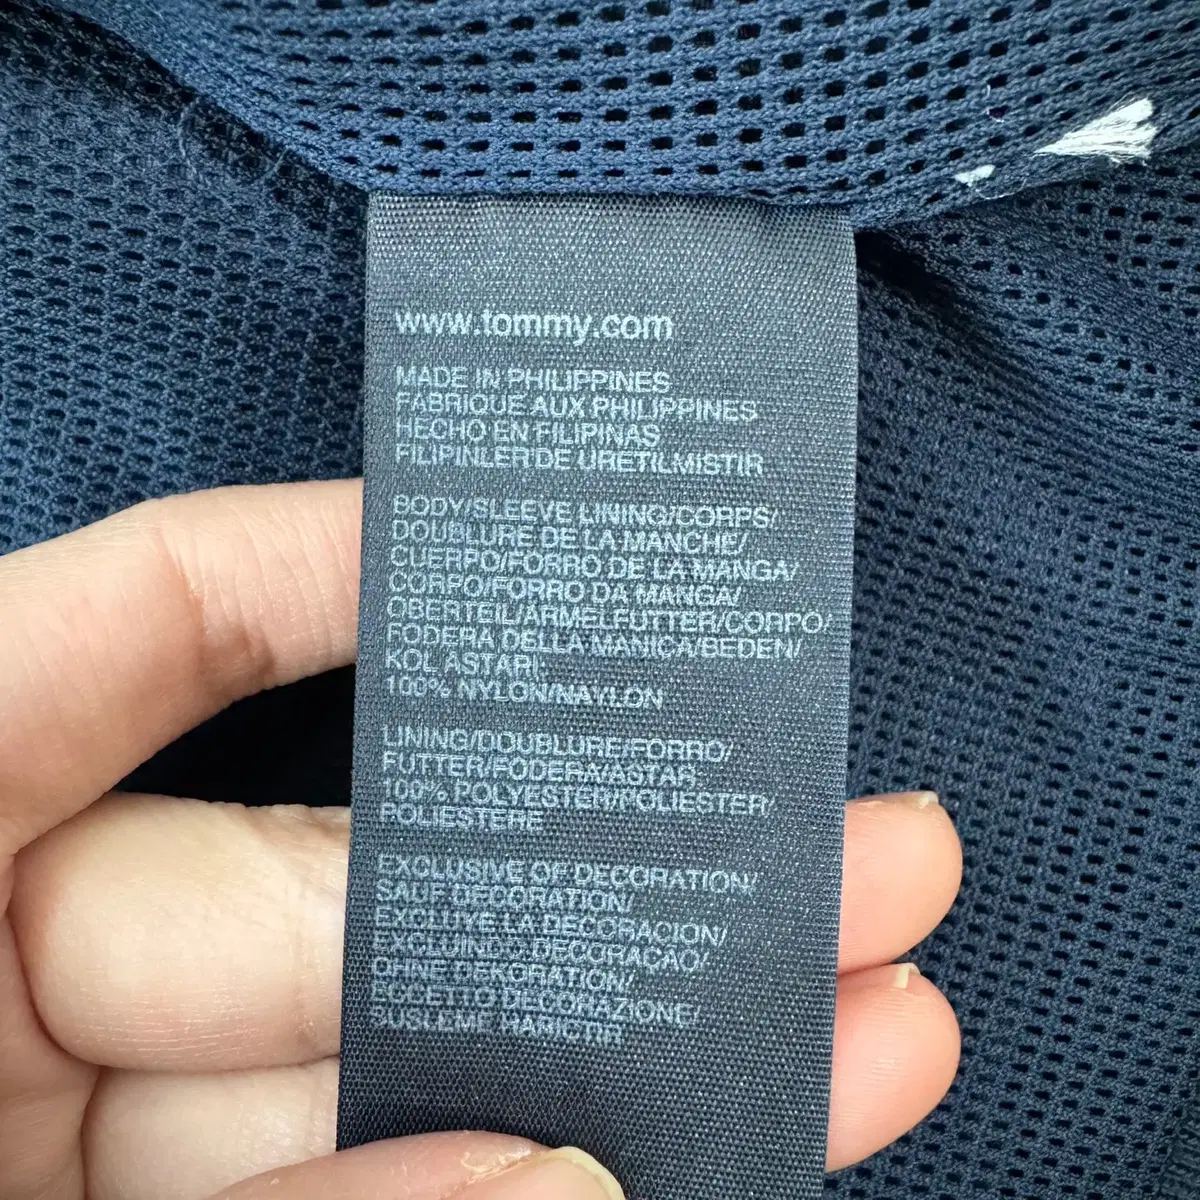 www.tommy.com
MADE IN PHILIPPINES
FABRIQUE AUX PHILIPPINES
HECHO EN FILIPINAS
FILIPINLER'DE URETILMISTIR
BODY/SLEEVE LINING/CORPS/
DOUBLURE DE LA MANCHE/
CUERPO/FORRO DE LA MANGA/
CORPO/FORRO DA MANGA/
OBERTEIL/ARMELFUTTER/CORPO/
FODERA DELLA MANICA/BEDEN/
KOL ASTARI
100% NYLON/NAYLON
LINING/DOUBLURE/FORRO/
FUTTER/FODERA/ASTAR
100% POLYESTER/POLIESTER/
POLIESTERE
EXCLUSIVE OF DECORATION/
SAUF DECORATION/
EXCLUYE LA DECORACION/
EXCLUINDO DECORAÇAO/
OHNE DEKORATION/
ECCETTO DECORAZIONE/
SUSLEME HARICTIR